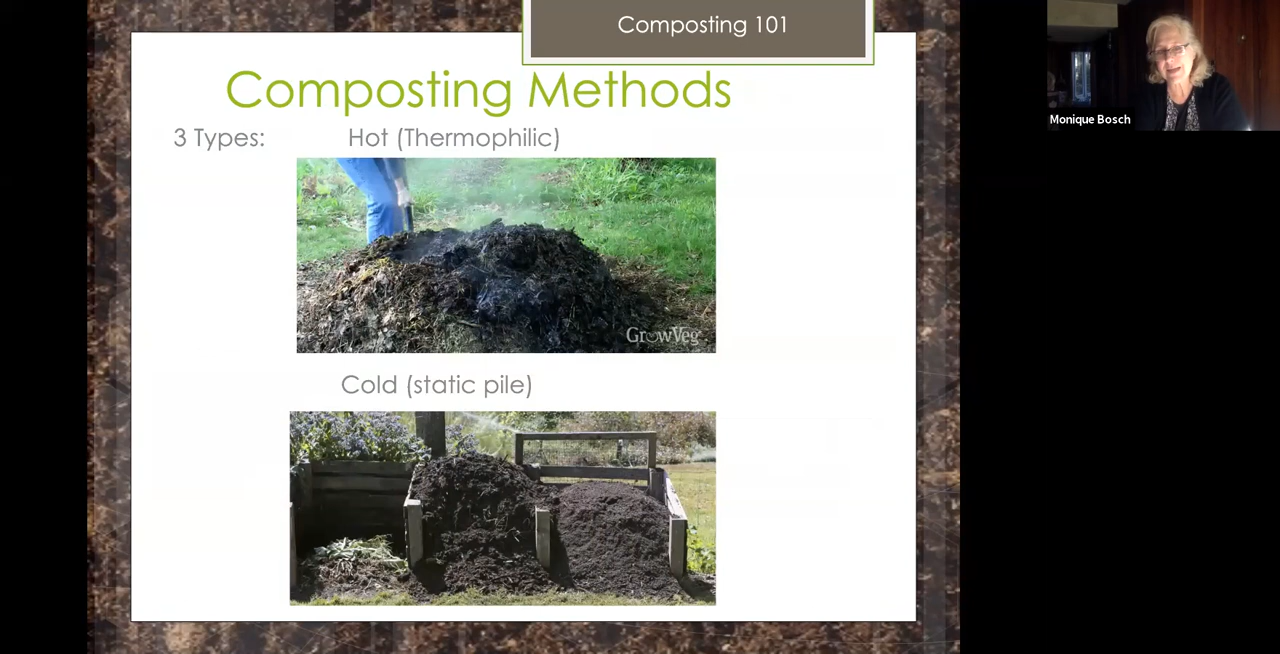 Composting 101
Composting Methods
3 Types: Hot (Thermophilic)
GrowVeg
Cold (static pile)
Monique Bosch